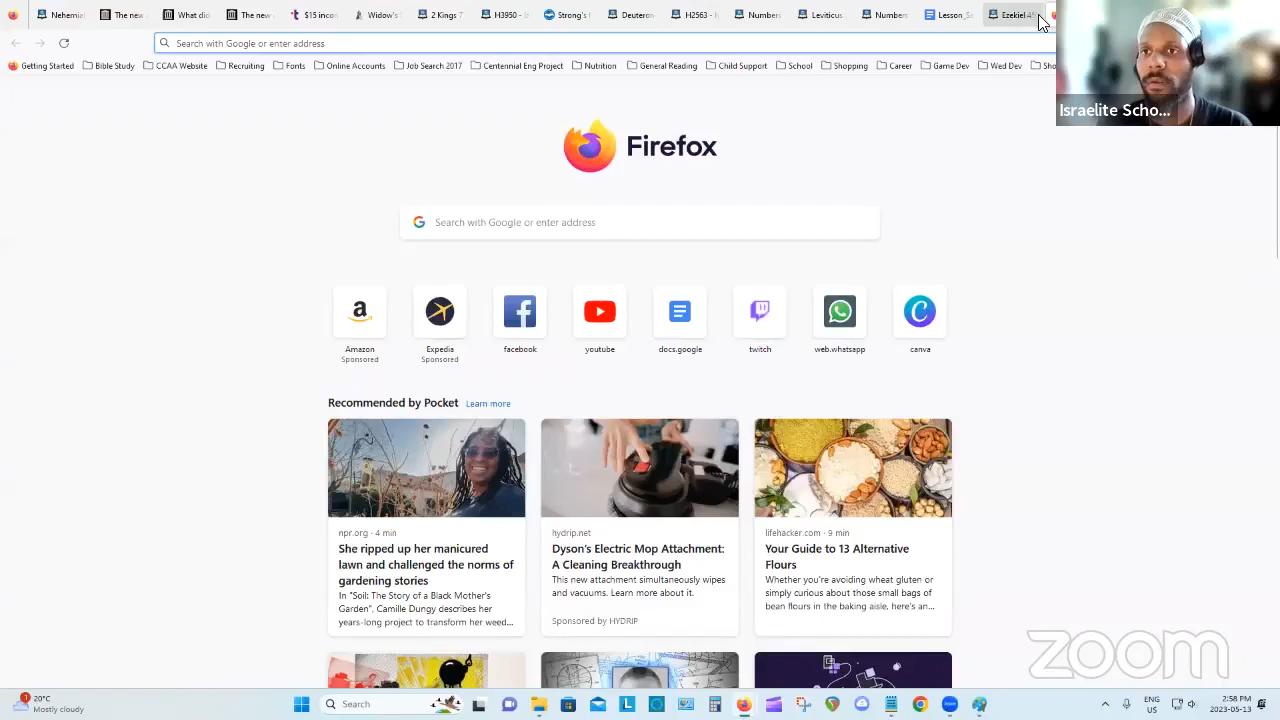 Nehemia
The new
What did
The new
$15 incon
Widow's
2 Kings
H3950 - l
Strong's
Deuteron
H2563 - h
Numbers
Leviticus
Numbers
Lesson_Se
Ezekiel 45
Search with Google or enter address
Getting Started
Bible Study
CCAA Website
Recruiting
Fonts
Online Accounts
Job Search 2017
Centennial Eng Project
Nutrition
General Reading
Child Support
School
Shopping
Career
Game Dev
Wed Dev
Israelite Scho...
Firefox
Search with Google or enter address
Amazon
Sponsored
Expedia
Sponsored
facebook
youtube
docs.google
twitch
web.whatsapp
canva
Recommended by Pocket Learn more
npr.org · 4 min
She ripped up her manicured
lawn and challenged the norms of
gardening stories
In "Soil: The Story of a Black Mother's
Garden", Camille Dungy describes her
years-long project to transform her weed...
hydrip.net
Dyson's Electric Mop Attachment:
A Cleaning Breakthrough
This new attachment simultaneously wipes
and vacuums. Learn more about it.
Sponsored by HYDRIP
lifehacker.com · 9 min
Your Guide to 13 Alternative
Flours
Whether you're avoiding wheat gluten or
simply curious about those small bags of
bean flours in the baking aisle, here's an...
zoom
1
20°C
Mostly cloudy
Search
ENG
US
2:58 PM
2023-05-13